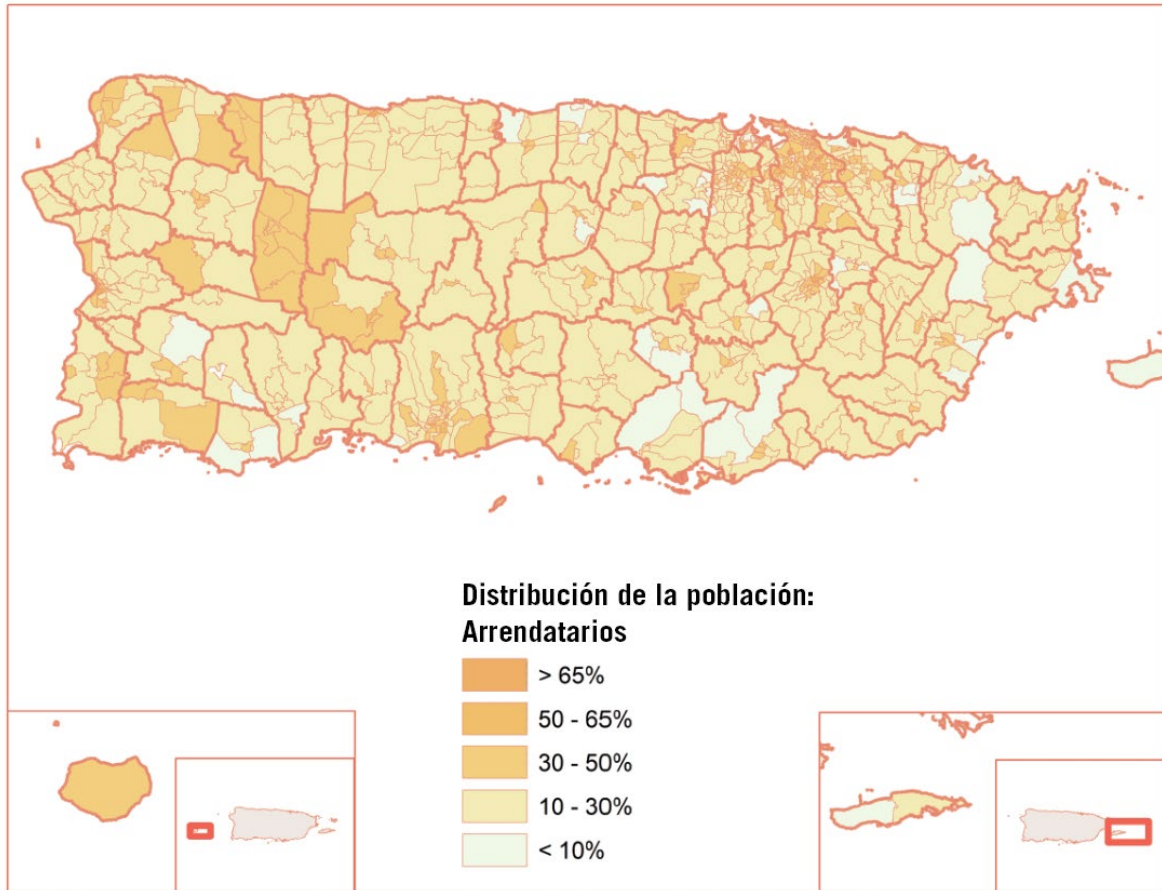 Distribución de la población:
Arrendatarios
> 65%
50 - 65%
30 - 50%
10 - 30%
< 10%